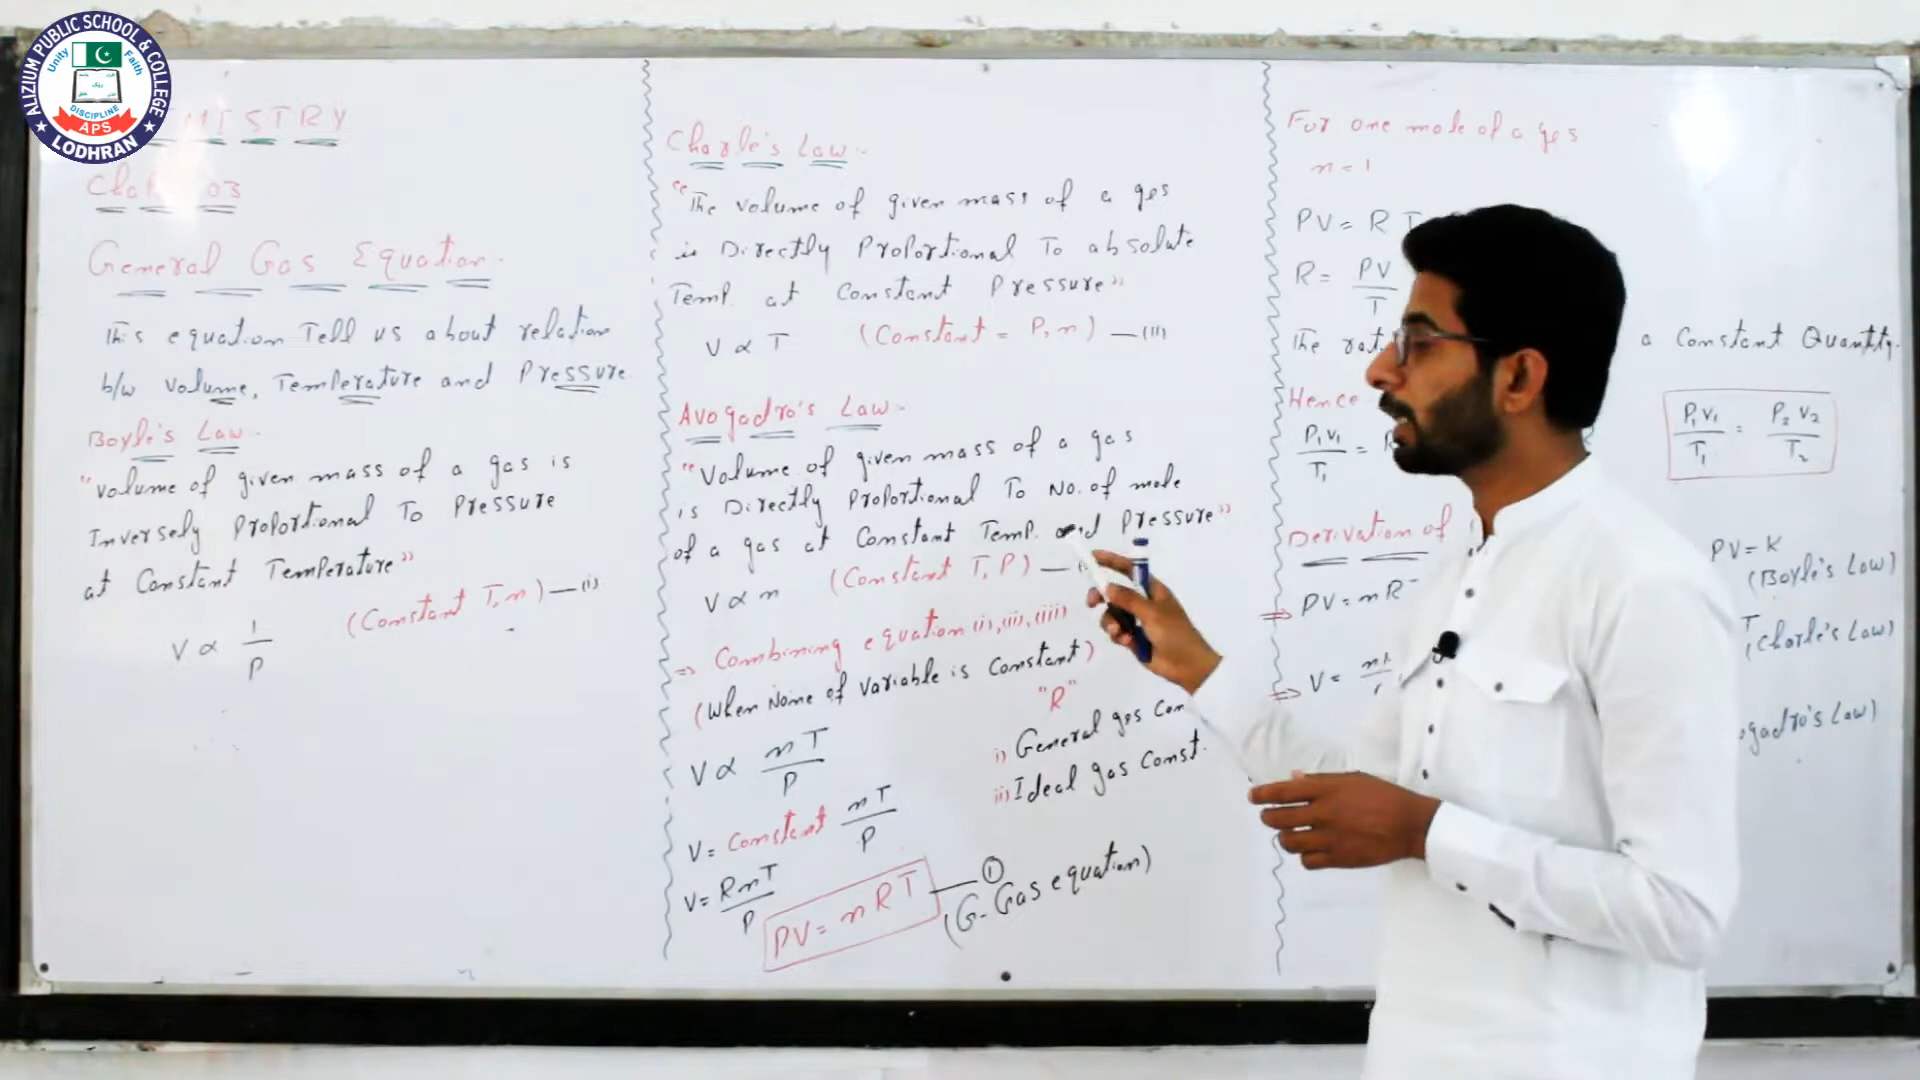 ALIZIUM PUBLIC SCHOOL & COLLEGE
Unity
Faith
DISCIPLINE
APS
LODHRAN
MISTRY
03
General Gas Equation.
This equation Tell us about relation
b/w Volume, Temperature and Pressure.
Boyle's Law.
"Volume of given mass of a gas is
Inversely Proportional To Pressure
at Constant Temperature"
(Constant T, n) — (i)
V ∝ 1/P
Charle's Law.
"The volume of given mass of a gas
is Directly Proportional To absolute
Temp. at Constant Pressure"
V ∝ T (Constant = P, n) — (ii)
Avogadro's Law.
"Volume of given mass of a gas
is Directly Proportional To No. of mole
of a gas at Constant Temp. and Pressure"
V ∝ n (Constant T, P) —
⇒ Combining equation (i), (ii), (iii)
(When None of Variable is Constant)
"R"
V ∝ nT/P
i) General gas Con
ii) Ideal gas Const.
V = Constant nT/P
V = RnT/P
PV = nRT — ①
(G. Gas equation)
For one mole of a gas
n = 1
PV = R T
R = PV/T
The a Constant Quantity.
Hence
P₁V₁/T₁ =
P₁V₁/T₁ = P₂V₂/T₂
Derivation of
PV = nR
PV = K
(Boyle's Law)
⇒ V =
(Charle's Law)
ogadro's Law)